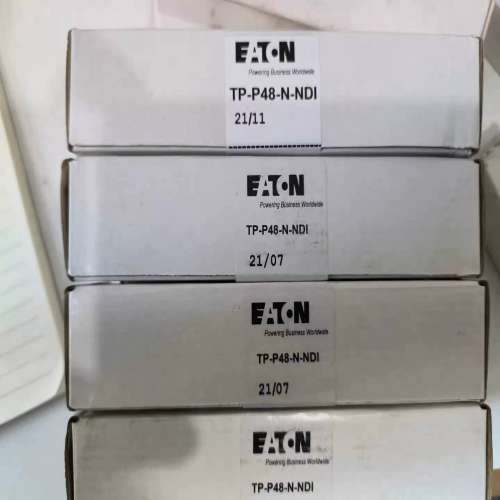 EATON
Powering Business Worldwide
TP-P48-N-NDI
21/11
EATON
Powering Business Worldwide
TP-P48-N-NDI
21/07
EATON
Powering Business Worldwide
TP-P48-N-NDI
21/07
EATON
Powering Business Worldwide
TP-P48-N-NDI